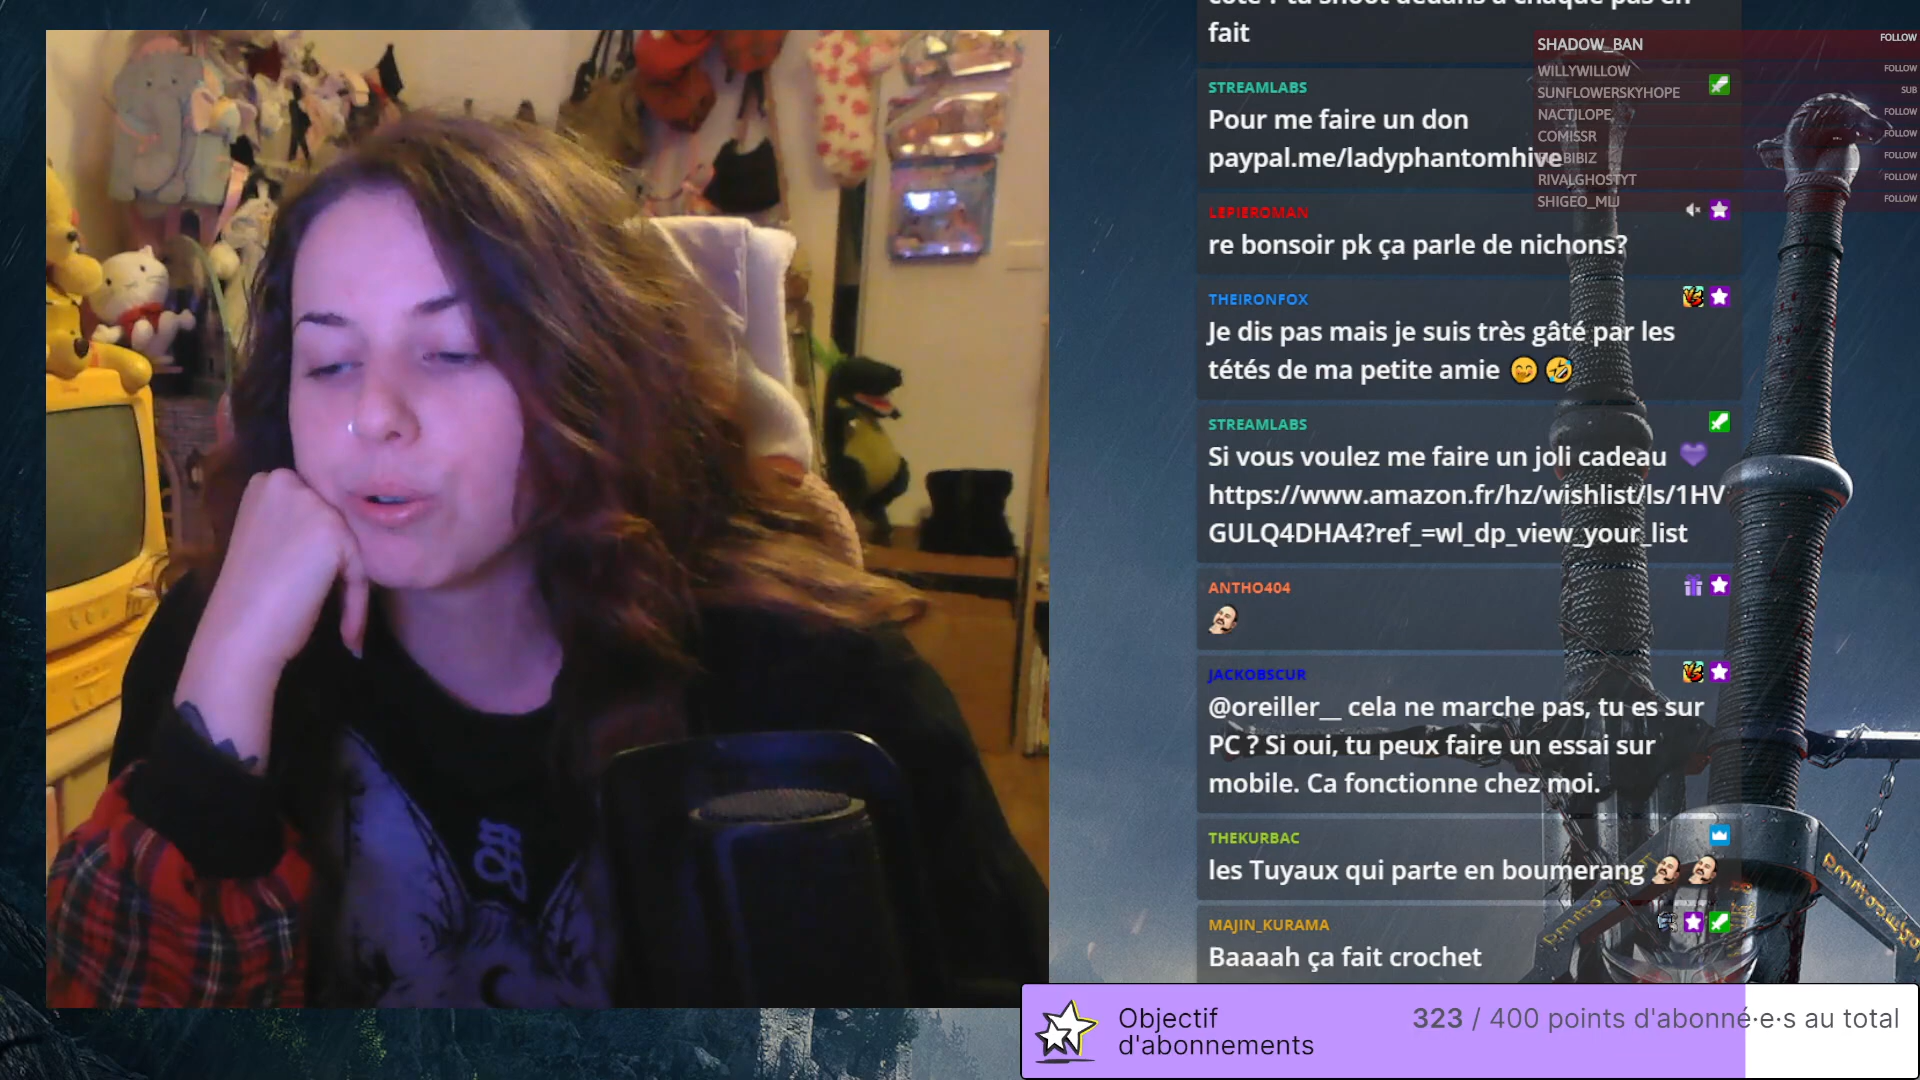 fait
STREAMLABS
Pour me faire un don
paypal.me/ladyphantomhive
LEPIEROMAN
re bonsoir pk ça parle de nichons?
THEIRONFOX
Je dis pas mais je suis très gâté par les
tétés de ma petite amie
STREAMLABS
Si vous voulez me faire un joli cadeau
https://www.amazon.fr/hz/wishlist/ls/1HV
GULQ4DHA4?ref_=wl_dp_view_your_list
ANTHO404
JACKOBSCUR
@oreiller__ cela ne marche pas, tu es sur
PC ? Si oui, tu peux faire un essai sur
mobile. Ca fonctionne chez moi.
THEKURBAC
les Tuyaux qui parte en boumerang
MAJIN_KURAMA
Baaaah ça fait crochet
SHADOW_BAN FOLLOW
WILLYWILLOW FOLLOW
SUNFLOWERSKYHOPE SUB
NACTILOPE FOLLOW
COMISSR FOLLOW
FOLLOW
RIVALGHOSTYT FOLLOW
SHIGEO_MLJ FOLLOW
Objectif
d'abonnements
323 / 400 points d'abonné·e·s au total